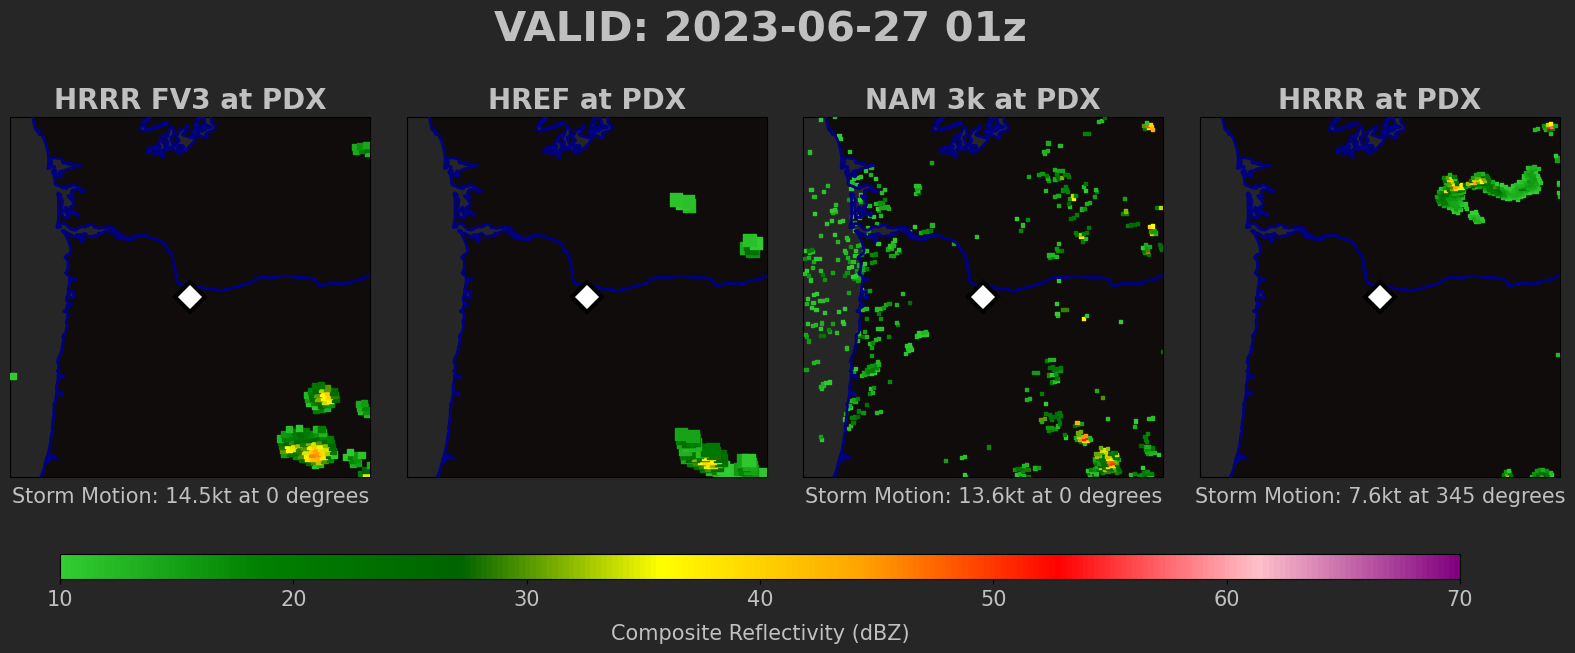 VALID: 2023-06-27 01z
HRRR FV3 at PDX
HREF at PDX
NAM 3k at PDX
HRRR at PDX
Storm Motion: 14.5kt at 0 degrees
Storm Motion: 13.6kt at 0 degrees
Storm Motion: 7.6kt at 345 degrees
10 20 30 40 50 60 70
Composite Reflectivity (dBZ)